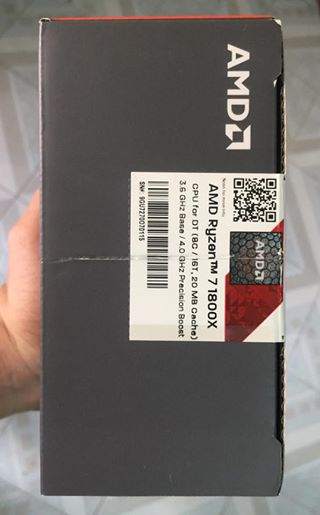 AMD
AMD Ryzen™ 7 1800X
CPU for DT (8C / 16T, 20 MB Cache)
3.6 GHz Base / 4.0 GHz Precision Boost
AMD